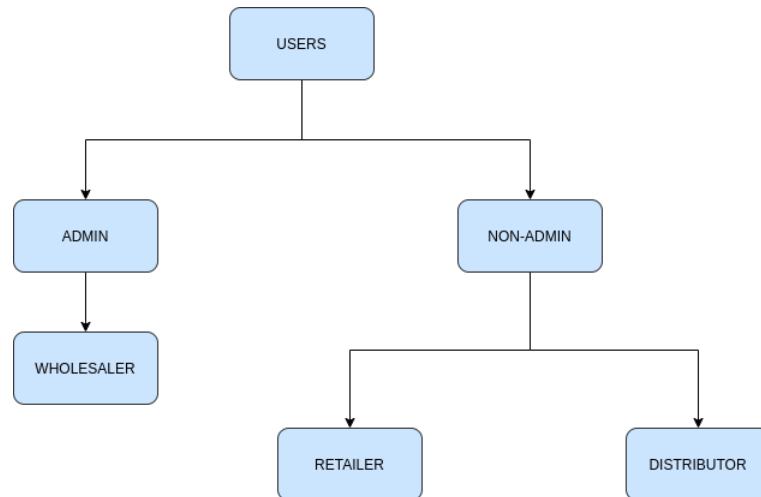 USERS
ADMIN
NON-ADMIN
WHOLESALER
RETAILER
DISTRIBUTOR